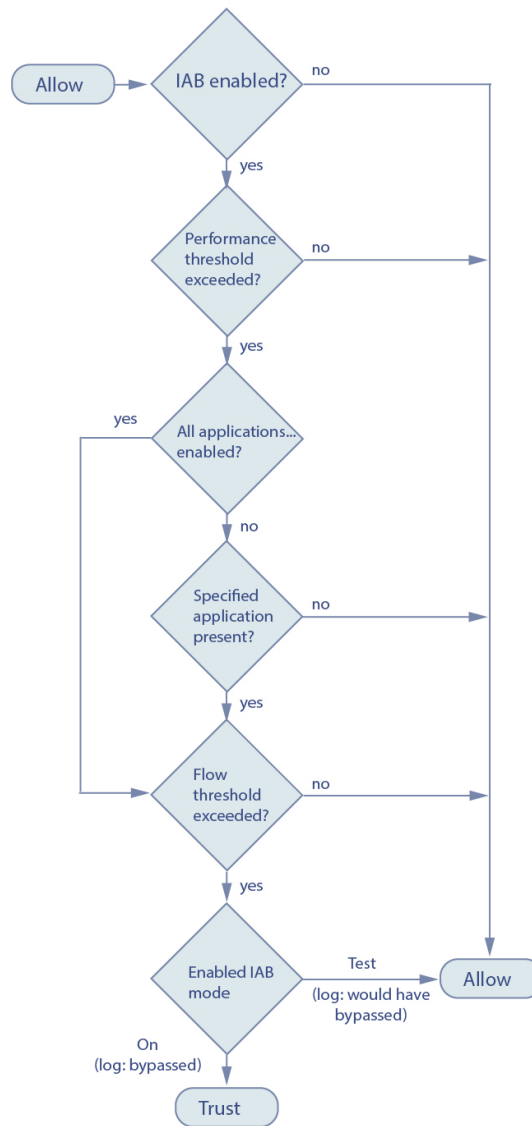 Allow
IAB enabled?
no
yes
Performance
threshold
exceeded?
no
yes
yes
All applications...
enabled?
no
Specified
application
present?
no
yes
Flow
threshold
exceeded?
no
yes
Enabled IAB
mode
Test
(log: would have
bypassed)
Allow
On
(log: bypassed)
Trust